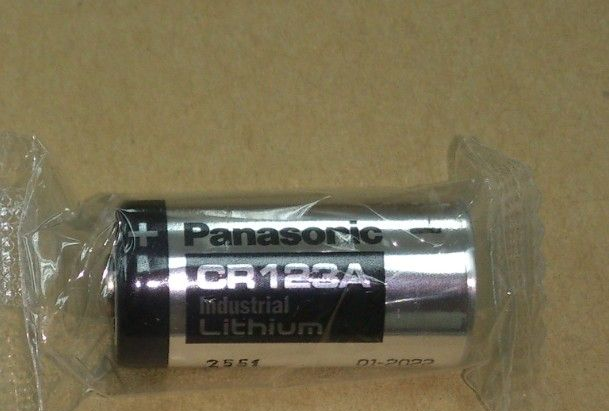 + Panasonic -
CR123A
Industrial
Lithium
2551 01-2022